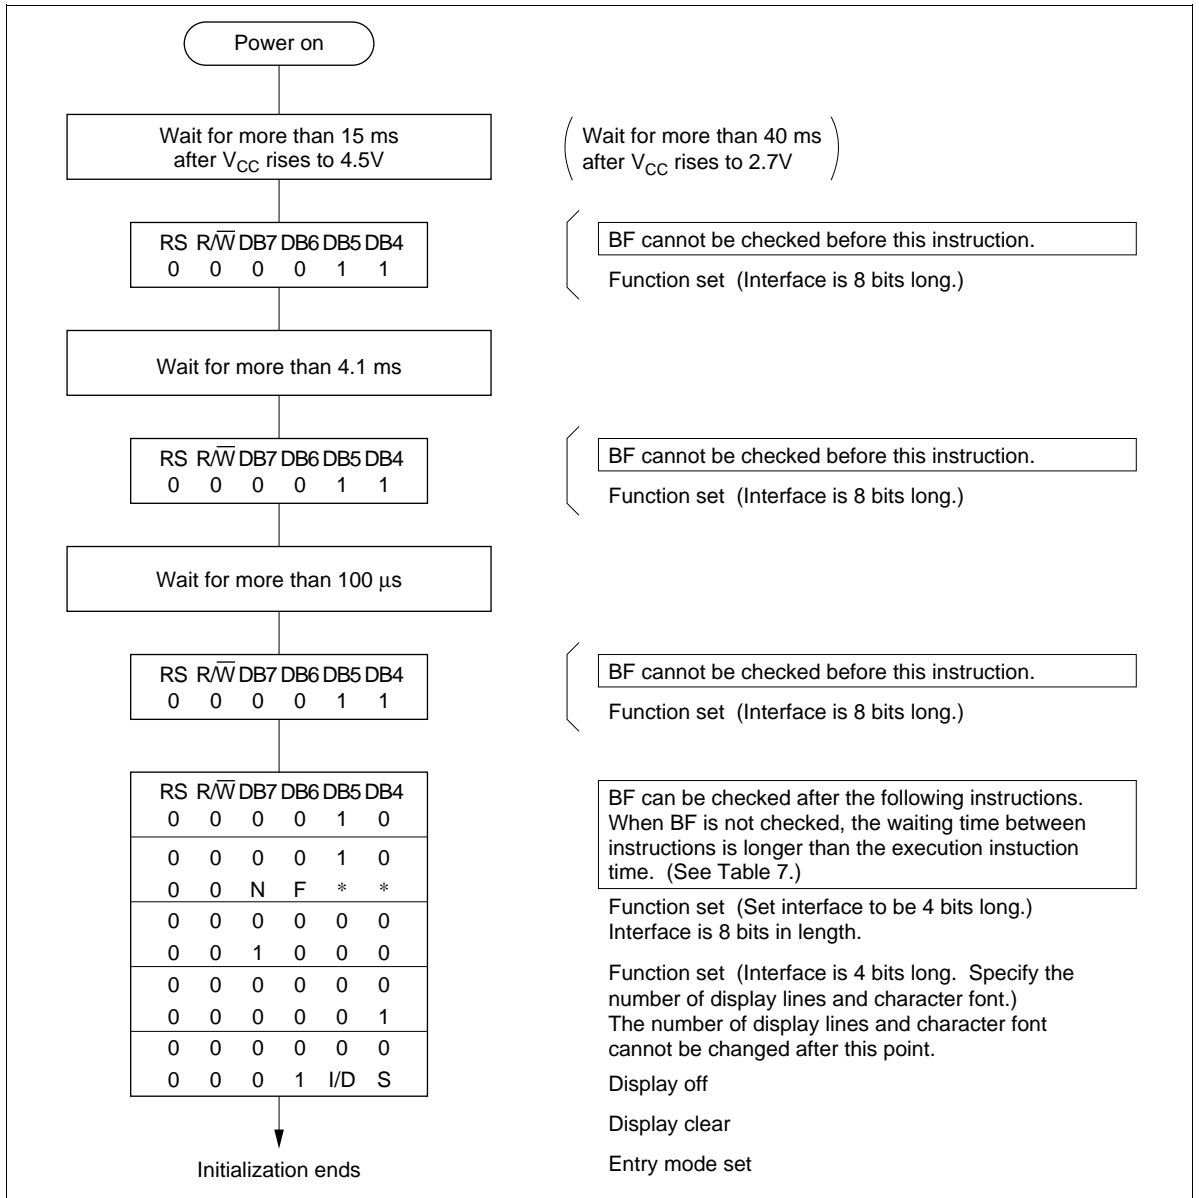 Power on
Wait for more than 15 ms
after VCC rises to 4.5V
Wait for more than 40 ms
after VCC rises to 2.7V
RS R/W̅ DB7 DB6 DB5 DB4
0 0 0 0 1 1
BF cannot be checked before this instruction.
Function set (Interface is 8 bits long.)
Wait for more than 4.1 ms
RS R/W̅ DB7 DB6 DB5 DB4
0 0 0 0 1 1
BF cannot be checked before this instruction.
Function set (Interface is 8 bits long.)
Wait for more than 100 μs
RS R/W̅ DB7 DB6 DB5 DB4
0 0 0 0 1 1
BF cannot be checked before this instruction.
Function set (Interface is 8 bits long.)
RS R/W̅ DB7 DB6 DB5 DB4
0 0 0 0 1 0
0 0 0 0 1 0
0 0 N F * *
0 0 0 0 0 0
0 0 1 0 0 0
0 0 0 0 0 0
0 0 0 0 0 1
0 0 0 0 0 0
0 0 0 1 I/D S
Initialization ends
BF can be checked after the following instructions.
When BF is not checked, the waiting time between
instructions is longer than the execution instuction
time. (See Table 7.)
Function set (Set interface to be 4 bits long.)
Interface is 8 bits in length.
Function set (Interface is 4 bits long. Specify the
number of display lines and character font.)
The number of display lines and character font
cannot be changed after this point.
Display off
Display clear
Entry mode set